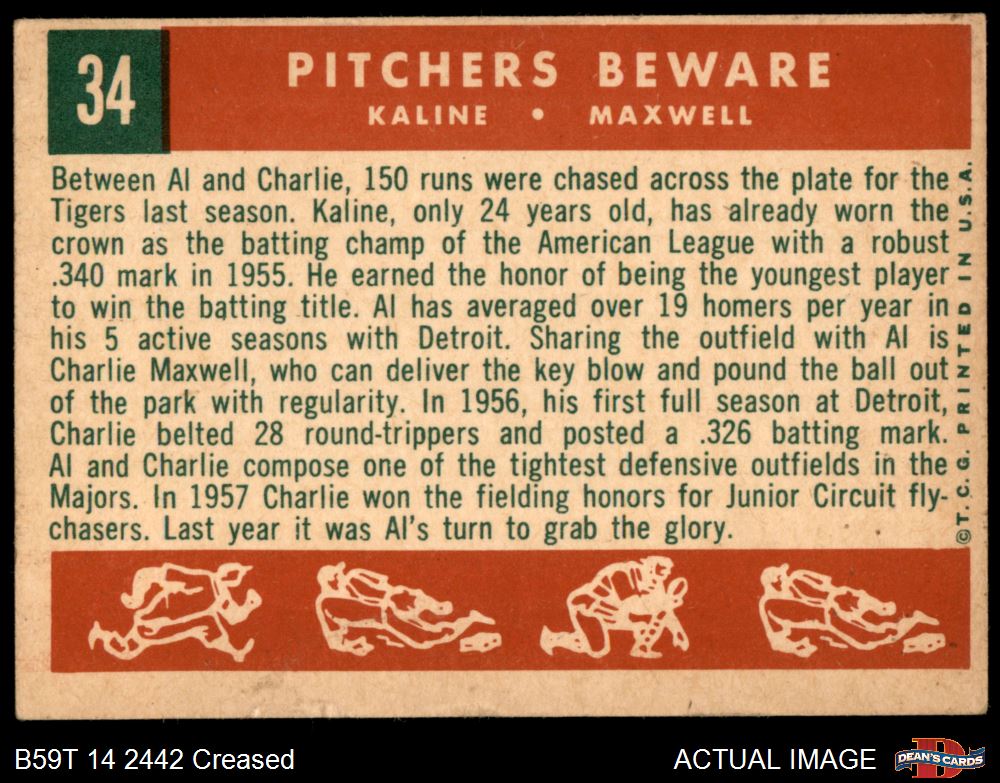 34
PITCHERS BEWARE
KALINE • MAXWELL
Between Al and Charlie, 150 runs were chased across the plate for the
Tigers last season. Kaline, only 24 years old, has already worn the
crown as the batting champ of the American League with a robust
.340 mark in 1955. He earned the honor of being the youngest player
to win the batting title. Al has averaged over 19 homers per year in
his 5 active seasons with Detroit. Sharing the outfield with Al is
Charlie Maxwell, who can deliver the key blow and pound the ball out
of the park with regularity. In 1956, his first full season at Detroit,
Charlie belted 28 round-trippers and posted a .326 batting mark.
Al and Charlie compose one of the tightest defensive outfields in the
Majors. In 1957 Charlie won the fielding honors for Junior Circuit fly-
chasers. Last year it was Al's turn to grab the glory.
©T. C. G. PRINTED IN U.S.A.
B59T 14 2442 Creased
ACTUAL IMAGE
D
DEAN'S CARDS